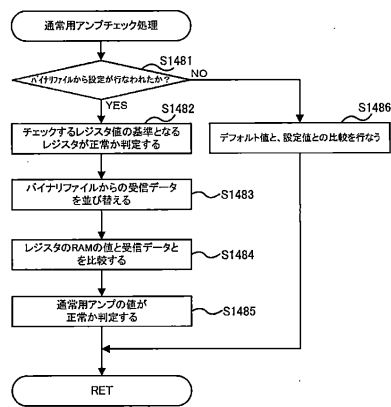 通常用アンプチェック処理
S1481
バイナリファイルから設定が行なわれたか?
NO
YES
S1482
S1486
チェックするレジスタ値の基準となる
レジスタが正常か判定する
デフォルト値と、設定値との比較を行なう
バイナリファイルからの受信データ
を並び替える
S1483
レジスタのRAMの値と受信データと
を比較する
S1484
通常用アンプの値が
正常か判定する
S1485
RET